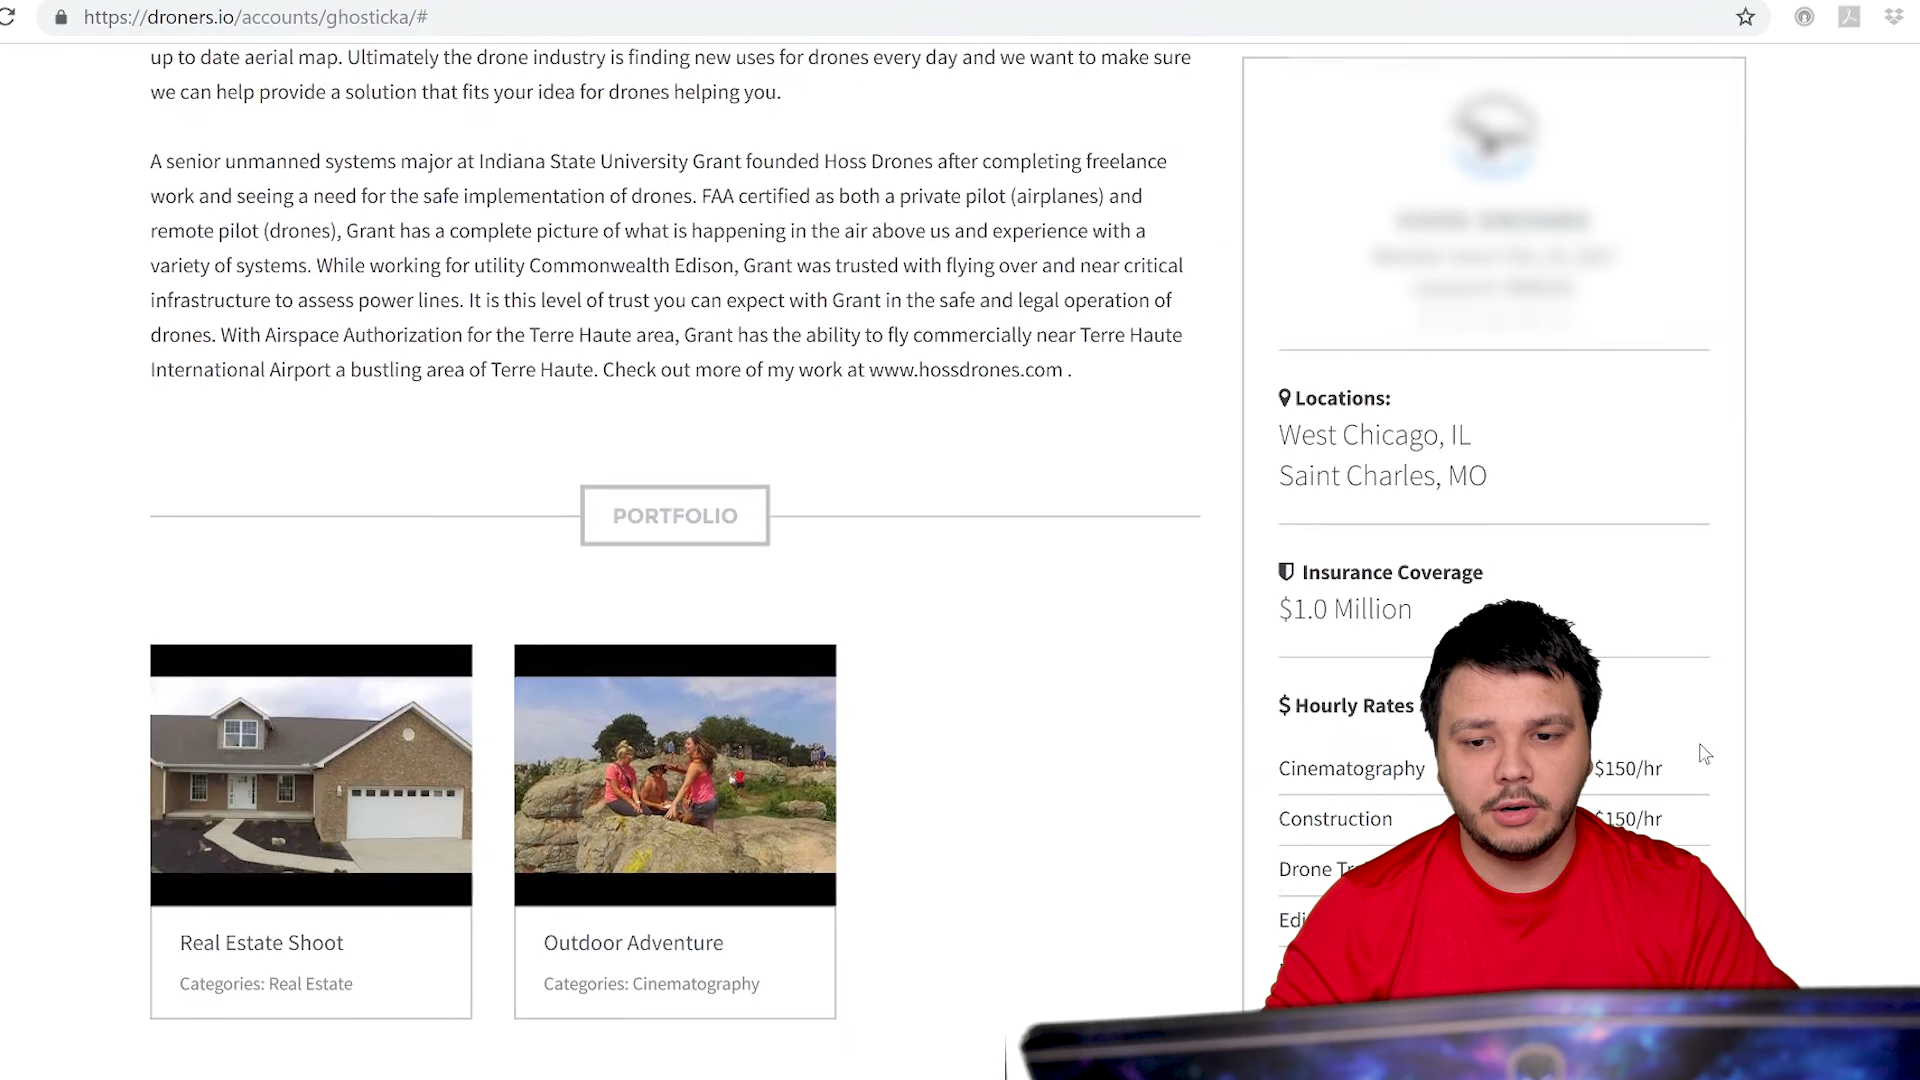 https://droners.io/accounts/ghosticka/#
up to date aerial map. Ultimately the drone industry is finding new uses for drones every day and we want to make sure
we can help provide a solution that fits your idea for drones helping you.
A senior unmanned systems major at Indiana State University Grant founded Hoss Drones after completing freelance
work and seeing a need for the safe implementation of drones. FAA certified as both a private pilot (airplanes) and
remote pilot (drones), Grant has a complete picture of what is happening in the air above us and experience with a
variety of systems. While working for utility Commonwealth Edison, Grant was trusted with flying over and near critical
infrastructure to assess power lines. It is this level of trust you can expect with Grant in the safe and legal operation of
drones. With Airspace Authorization for the Terre Haute area, Grant has the ability to fly commercially near Terre Haute
International Airport a bustling area of Terre Haute. Check out more of my work at www.hossdrones.com .
PORTFOLIO
Real Estate Shoot
Categories: Real Estate
Outdoor Adventure
Categories: Cinematography
Locations:
West Chicago, IL
Saint Charles, MO
Insurance Coverage
$1.0 Million
$ Hourly Rates
Cinematography $150/hr
Construction $150/hr
Drone